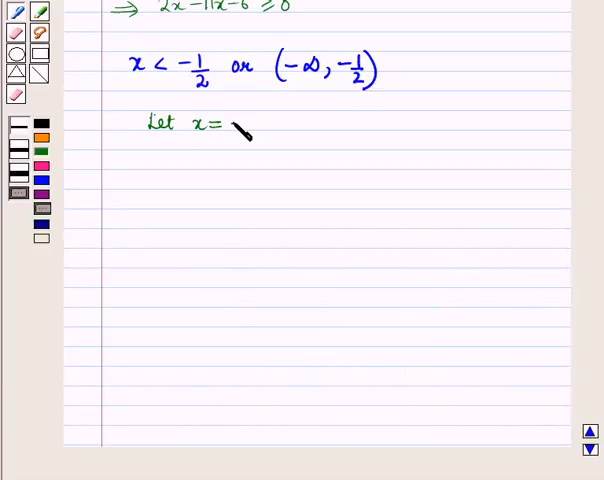 ⇒ 2x²-11x-6 ≥ 0
x < -1/2 or (-∞, -1/2)
Let x=